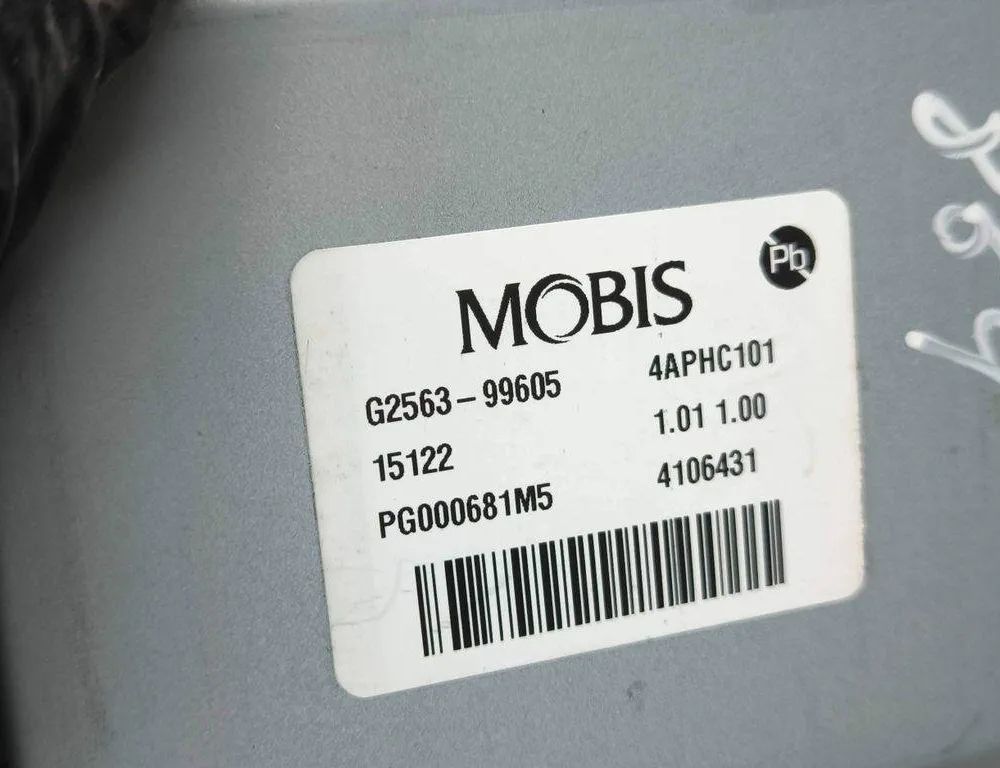 MOBIS
Pb
G2563-99605 4APHC101
15122 1.01 1.00
PG000681M5 4106431